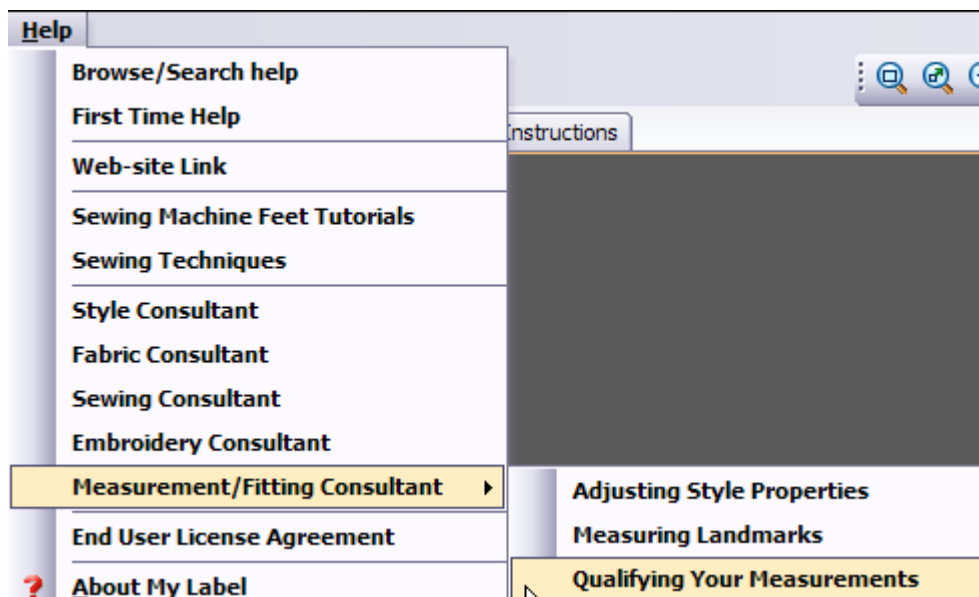 Help
Browse/Search help
First Time Help
Instructions
Web-site Link
Sewing Machine Feet Tutorials
Sewing Techniques
Style Consultant
Fabric Consultant
Sewing Consultant
Embroidery Consultant
Measurement/Fitting Consultant
Adjusting Style Properties
End User License Agreement
Measuring Landmarks
About My Label
Qualifying Your Measurements